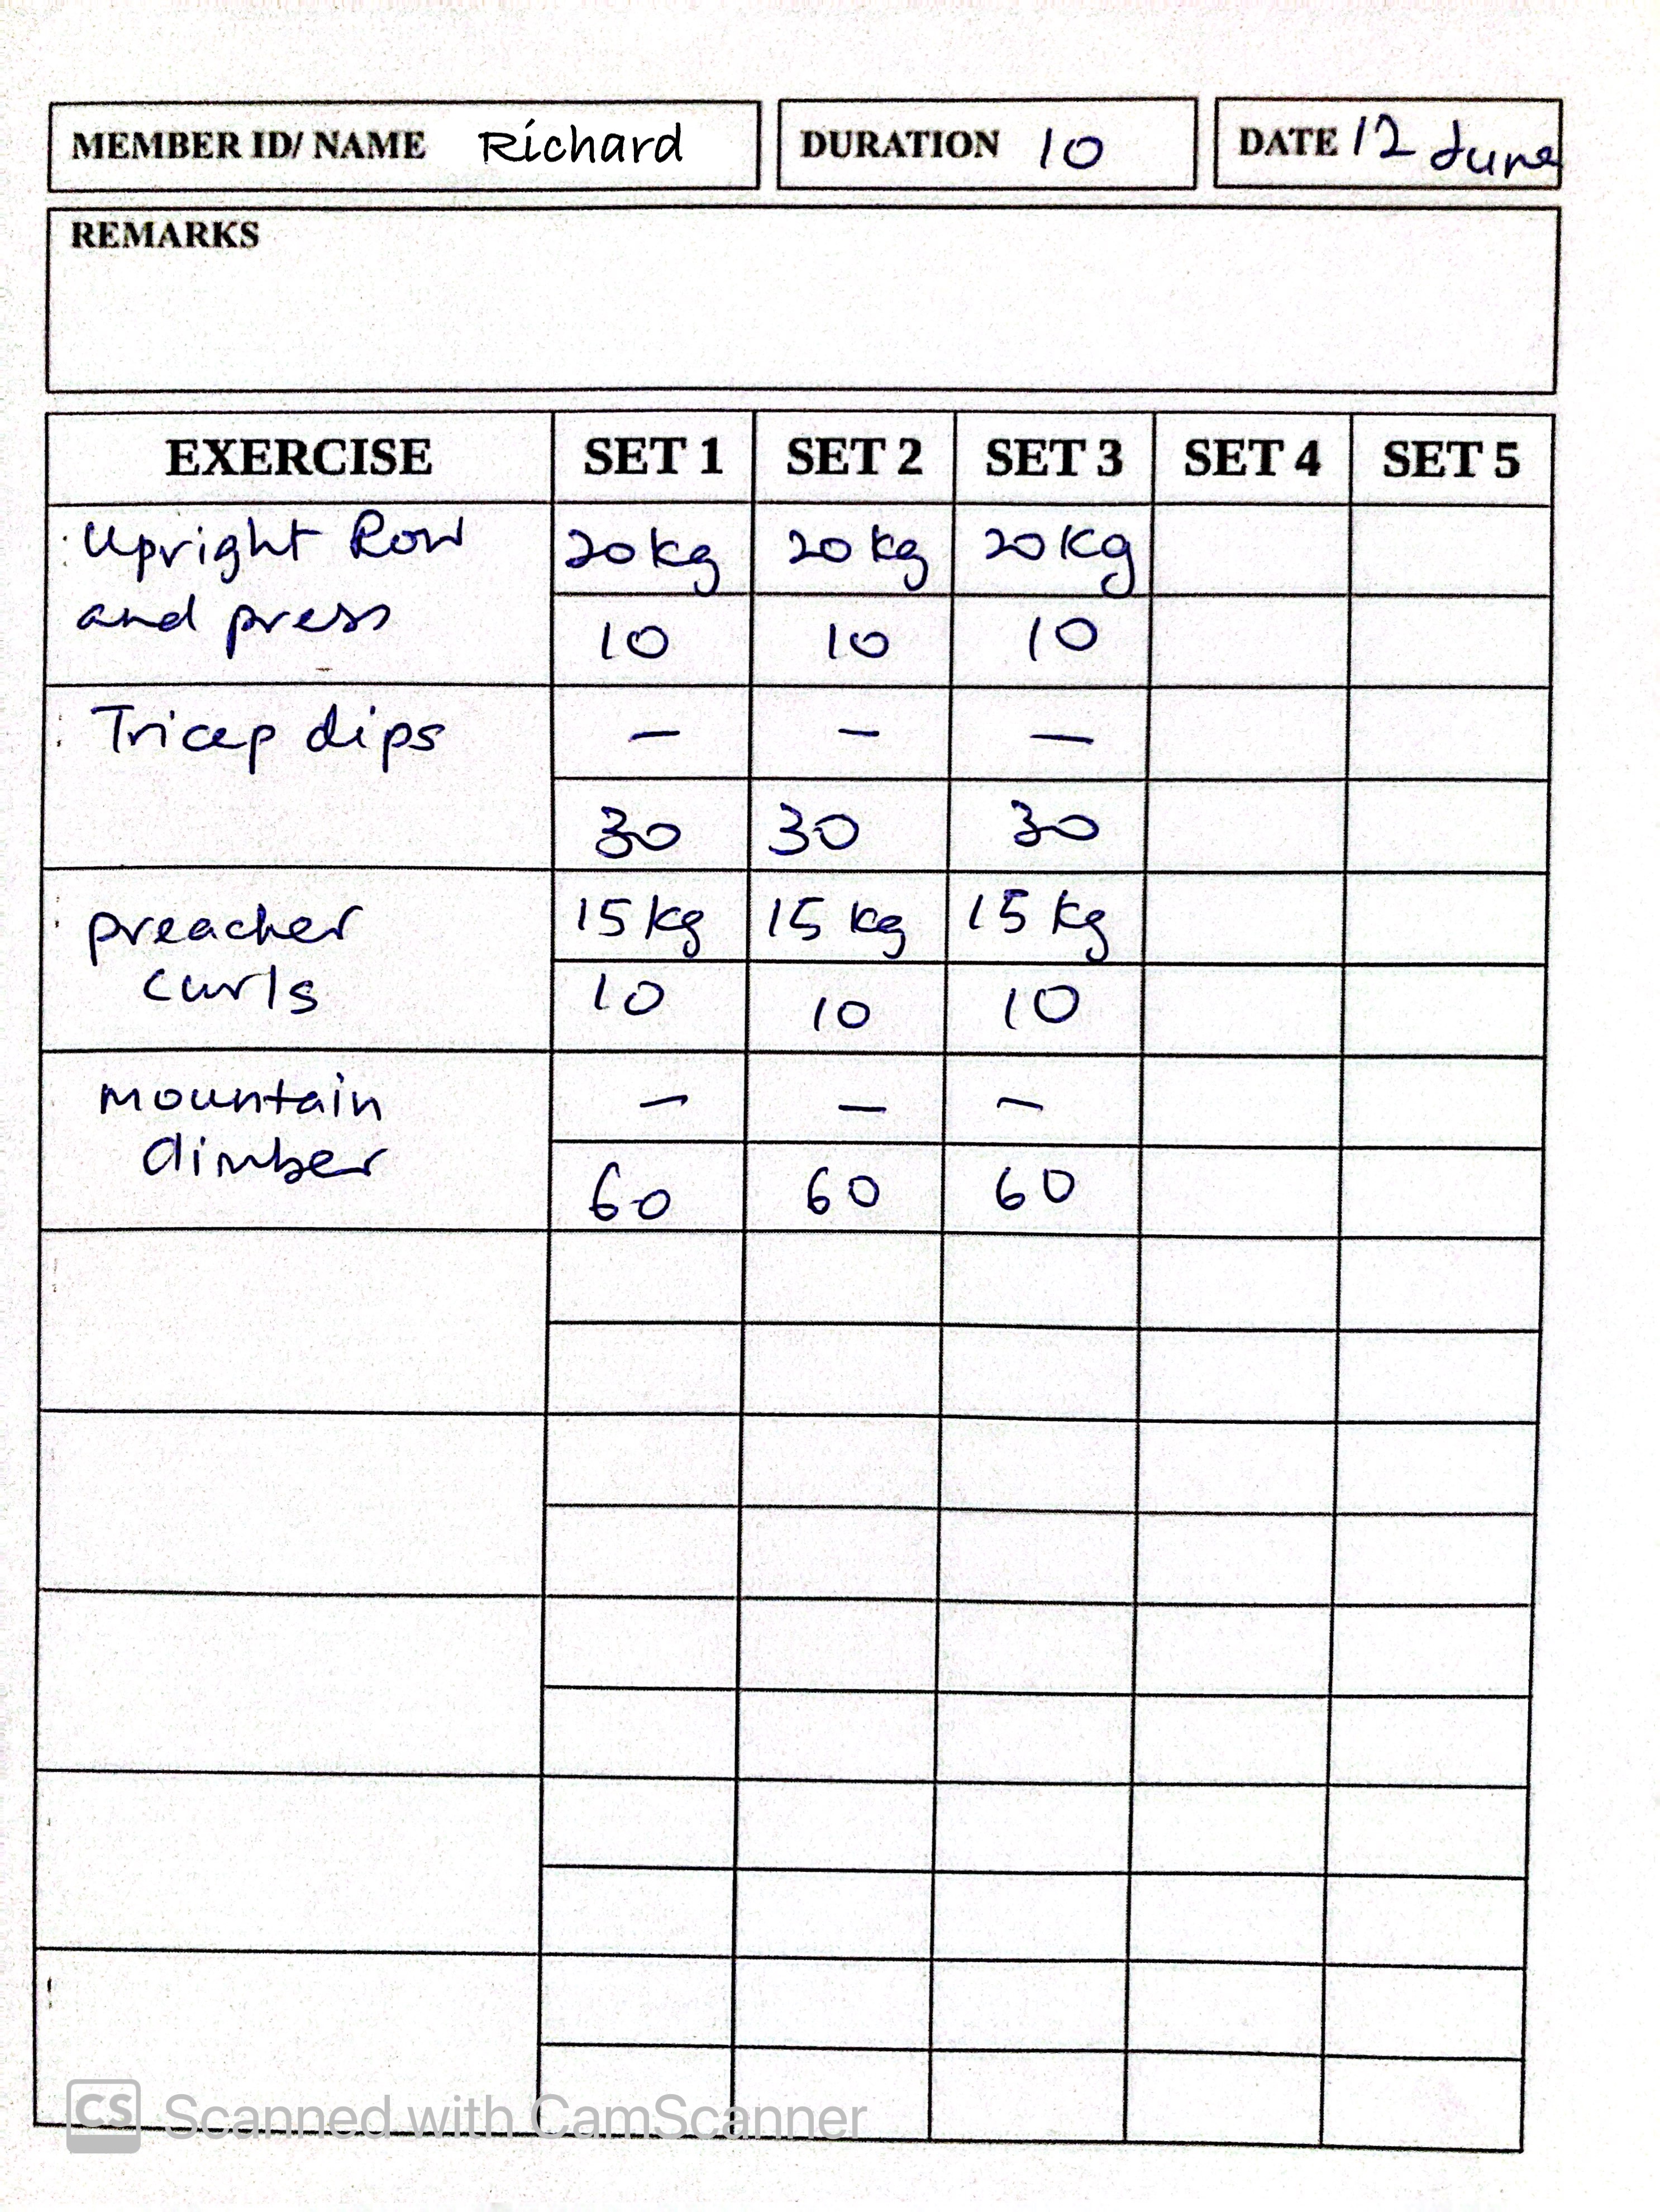 MEMBER ID/ NAME Richard DURATION 10 DATE 12 June
REMARKS
EXERCISE SET 1 SET 2 SET 3 SET 4 SET 5
Upright Row 20kg 20kg 20Kg
and press 10 10 10
Tricep dips - - -
30 30 30
preacher 15kg 15kg 15kg
curls 10 10 10
mountain - - -
climber 60 60 60
CS Scanned with CamScanner